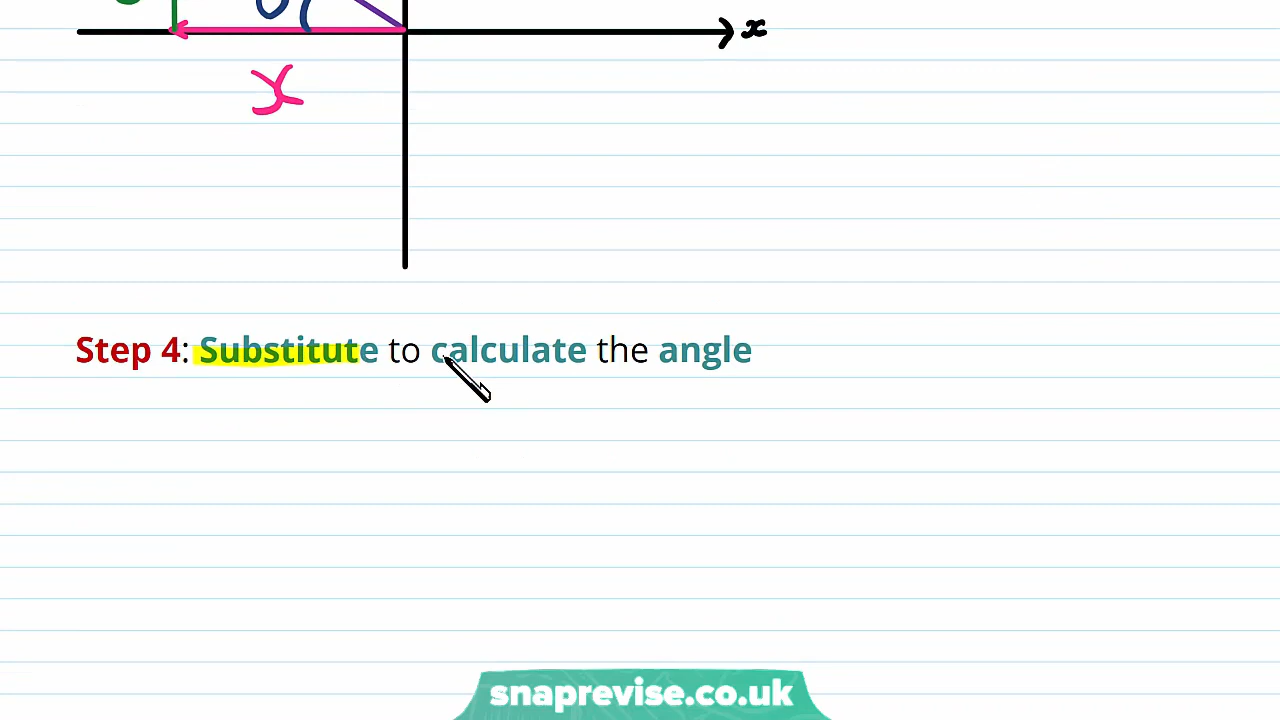 x
x
Step 4: Substitute to calculate the angle
snaprevise.co.uk